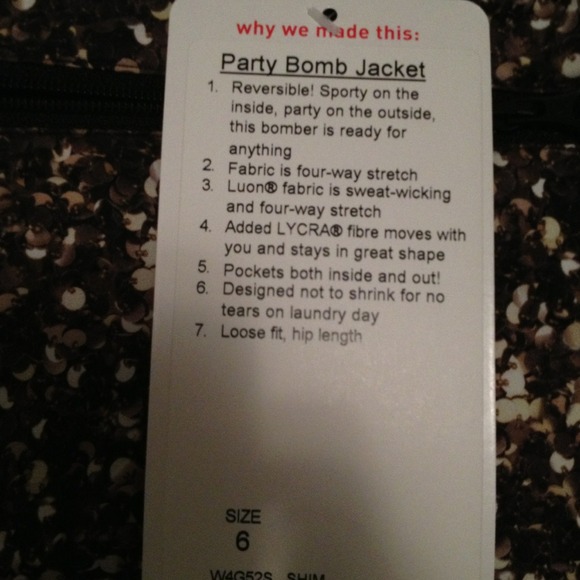 why we made this:
Party Bomb Jacket
1. Reversible! Sporty on the
inside, party on the outside,
this bomber is ready for
anything
2. Fabric is four-way stretch
3. Luon® fabric is sweat-wicking
and four-way stretch
4. Added LYCRA® fibre moves with
you and stays in great shape
5. Pockets both inside and out!
6. Designed not to shrink for no
tears on laundry day
7. Loose fit, hip length
SIZE
6
W4G52S SHIM